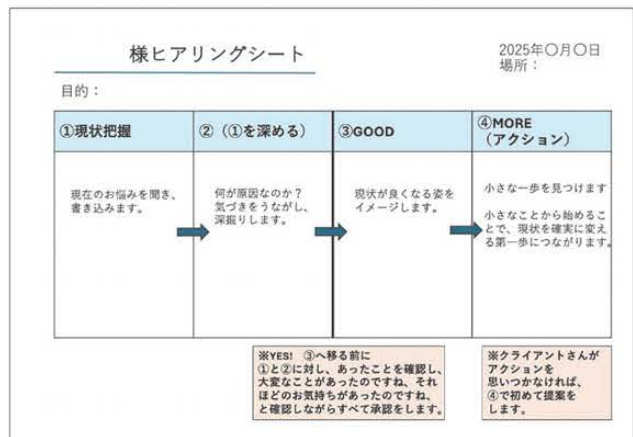 様ヒアリングシート
2025年〇月〇日
場所：
目的：
①現状把握
②（①を深める）
③GOOD
④MORE
（アクション）
現在のお悩みを聞き、
書き込みます。
何が原因なのか？
気づきをうながし、
深掘りします。
現状が良くなる姿を
イメージします。
小さな一歩を見つけます
小さなことから始めるこ
とで、現状を確実に変え
る第一歩につながります。
※YES!　③へ移る前に
①と②に対し、あったことを確認し、
大変なことがあったのですね、それ
ほどのお気持ちがあったのですね、
と確認しながらすべて承認をします。
※クライアントさんが
アクションを
思いつかなければ、
④で初めて提案を
します。